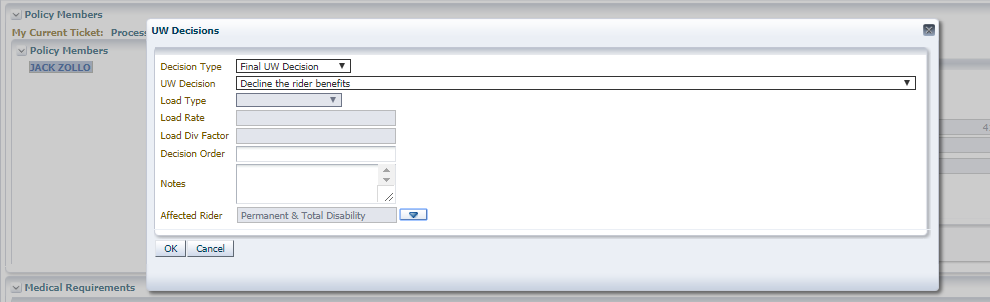 Policy Members
UW Decisions
My Current Ticket: Process
Policy Members
JACK ZOLLO
Decision Type Final UW Decision
UW Decision Decline the rider benefits
Load Type
Load Rate
Load Div Factor
4
Decision Order
Notes
Affected Rider Permanent & Total Disability
OK Cancel
Medical Requirements